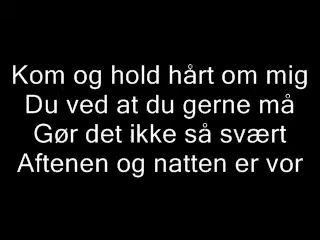 Kom og hold hårt om mig
Du ved at du gerne må
Gør det ikke så svært
Aftenen og natten er vor